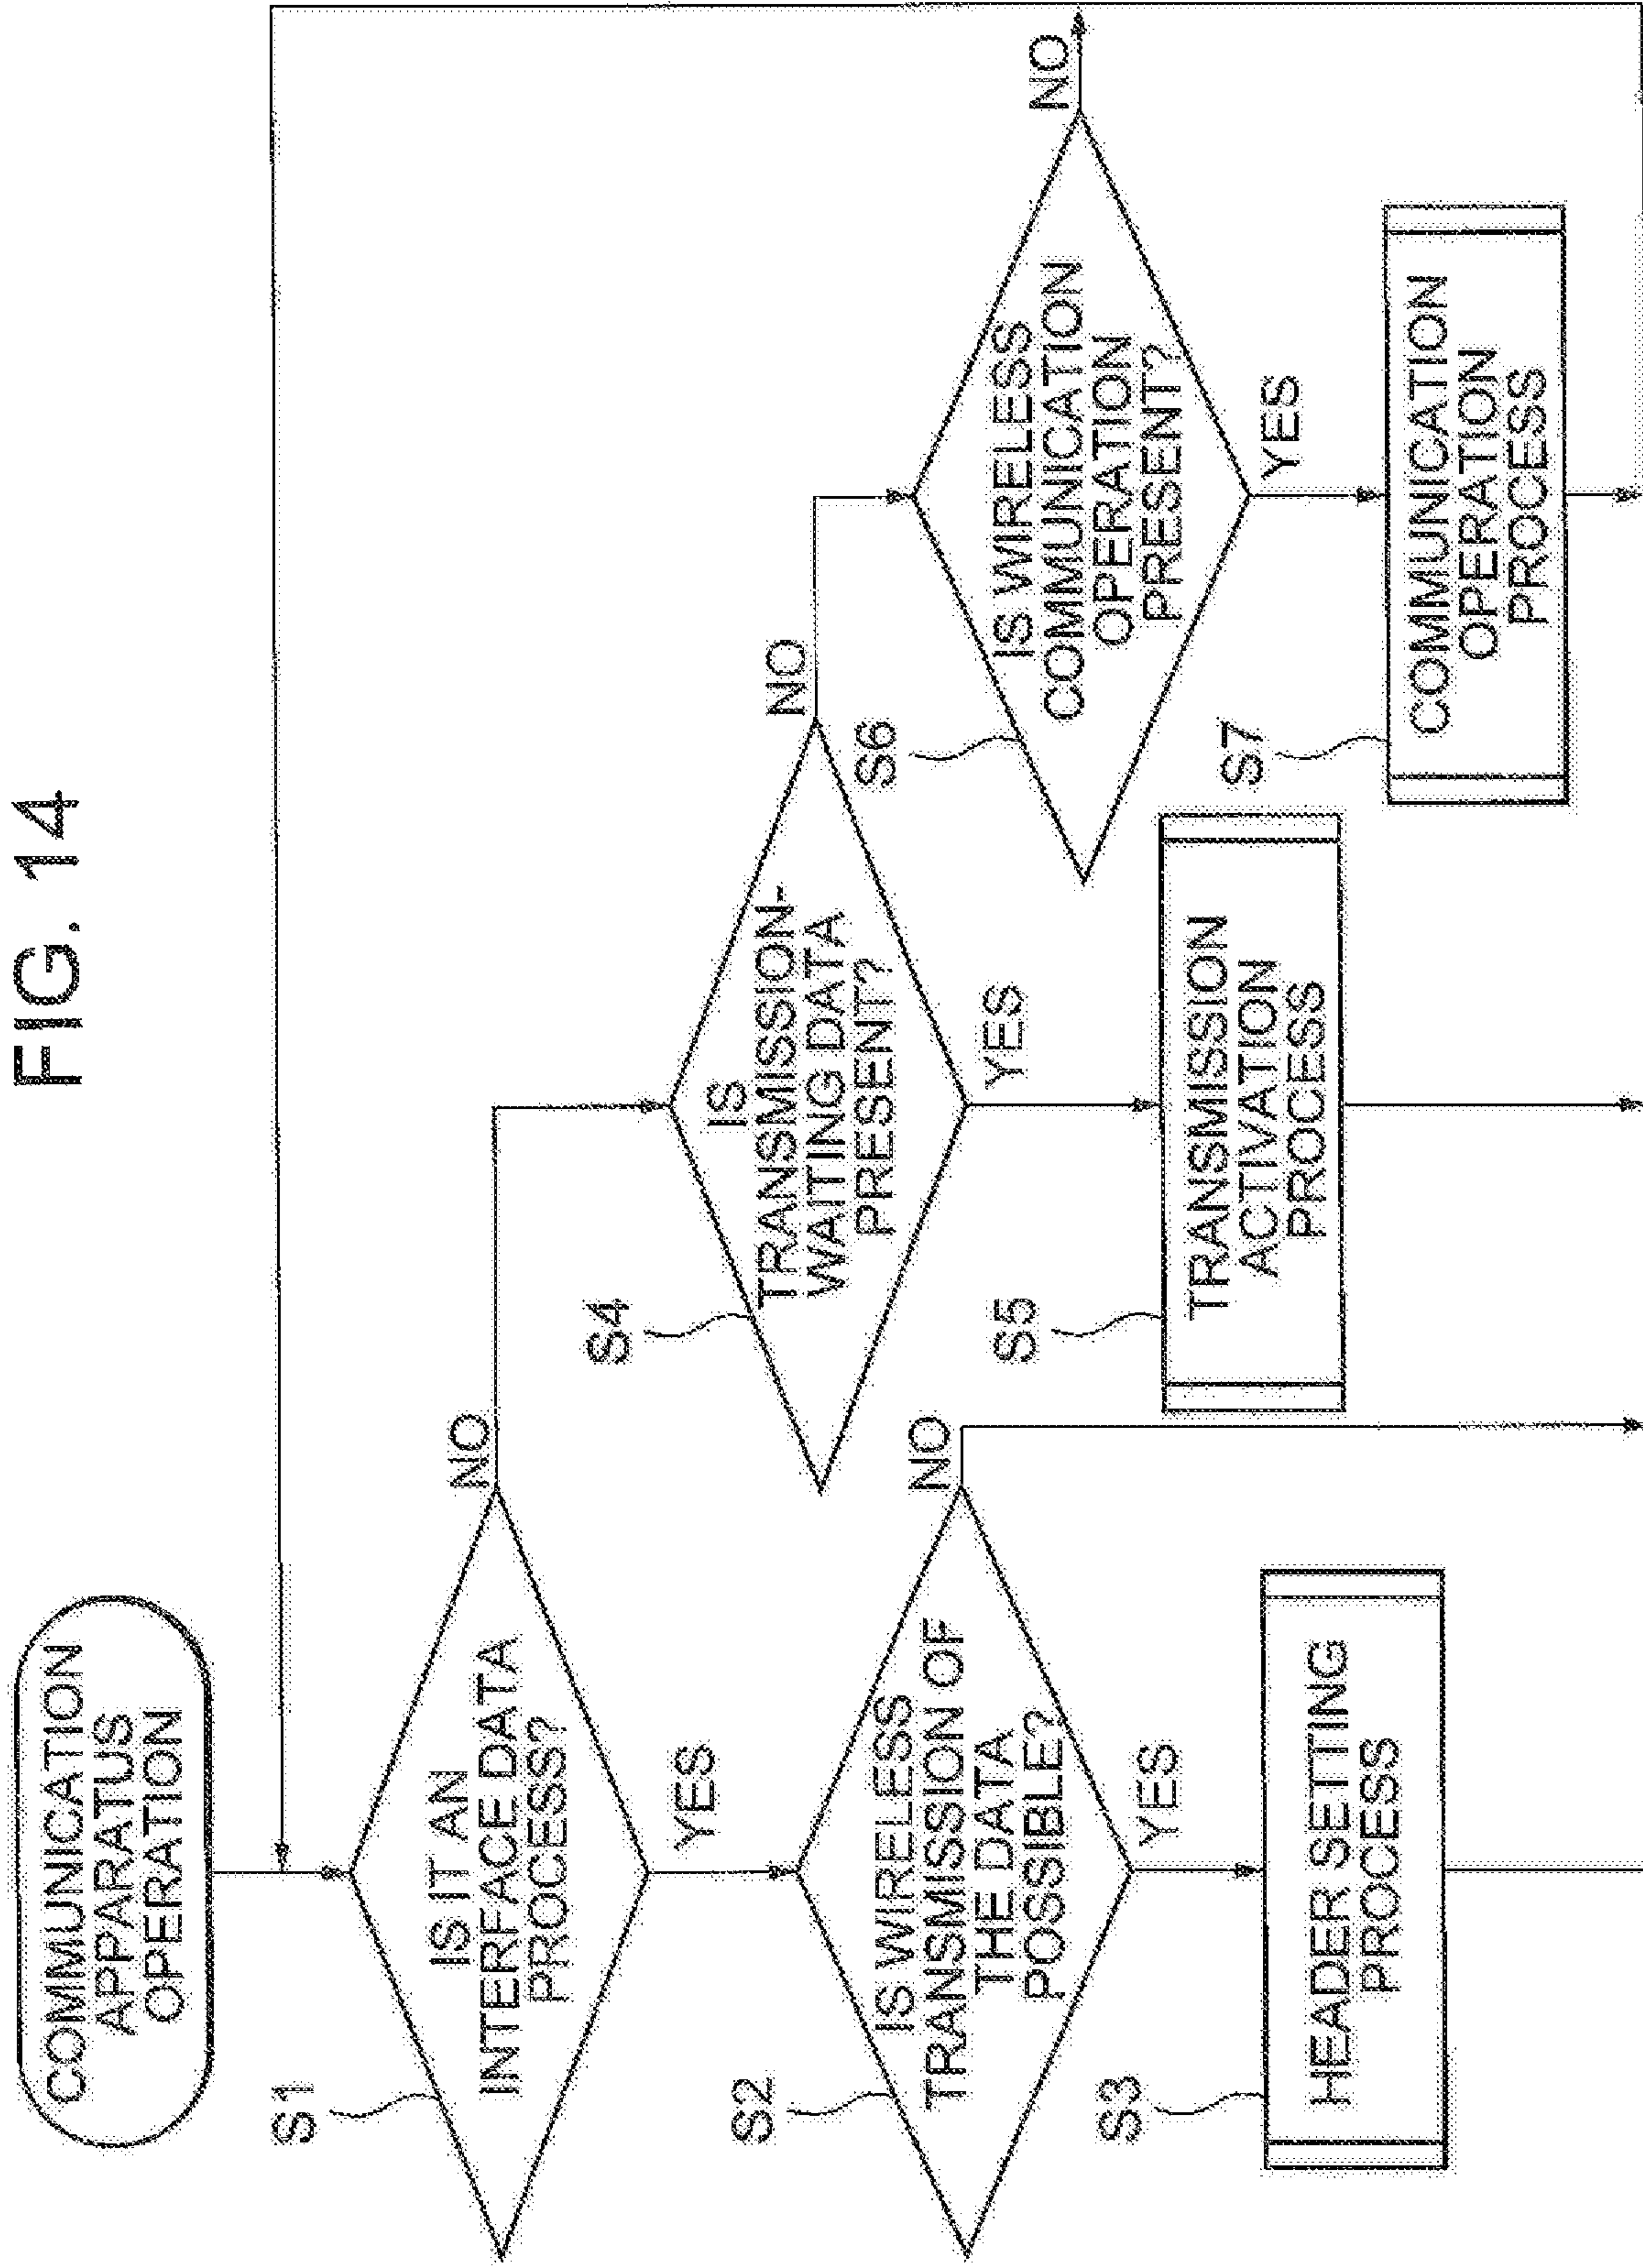 FIG. 14
COMMUNICATION
APPARATUS
OPERATION
S1
IS IT AN
INTERFACE DATA
PROCESS?
NO
YES
S2
IS WIRELESS
TRANSMISSION OF
THE DATA
POSSIBLE?
NO
YES
S3
HEADER SETTING
PROCESS
S4
IS
TRANSMISSION-
WAITING DATA
PRESENT?
NO
YES
S5
TRANSMISSION
ACTIVATION
PROCESS
S6
IS WIRELESS
COMMUNICATION
OPERATION
PRESENT?
NO
YES
S7
COMMUNICATION
OPERATION
PROCESS